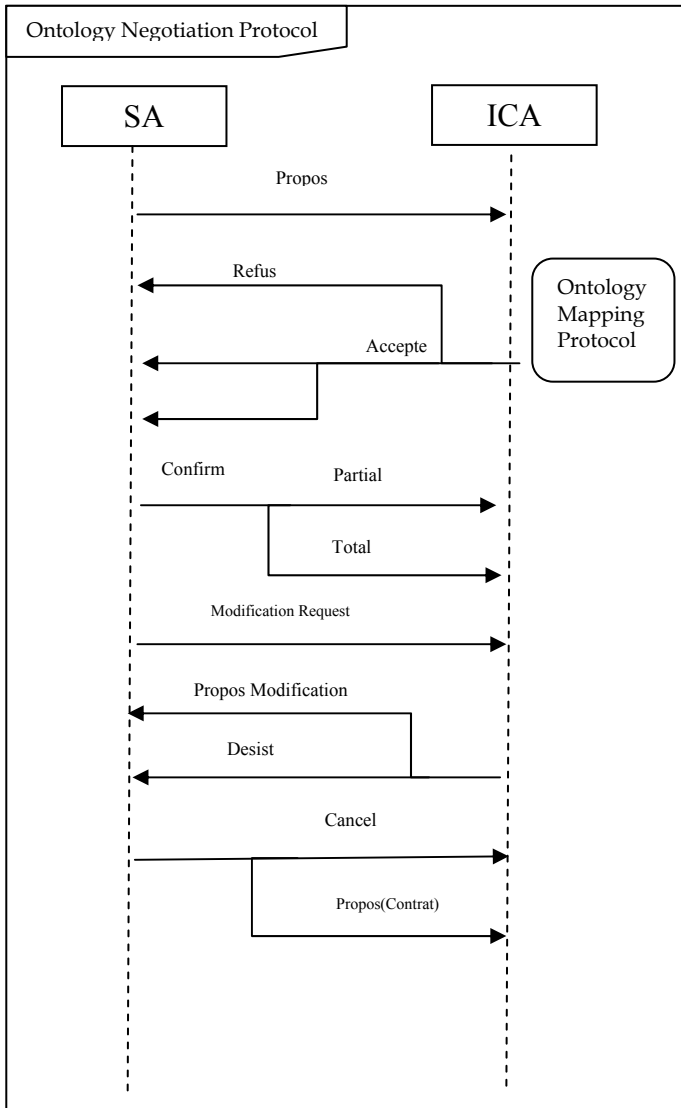 Ontology Negotiation Protocol
SA
ICA
Propos
Refus
Ontology
Mapping
Protocol
Accepte
Confirm
Partial
Total
Modification Request
Propos Modification
Desist
Cancel
Propos(Contrat)